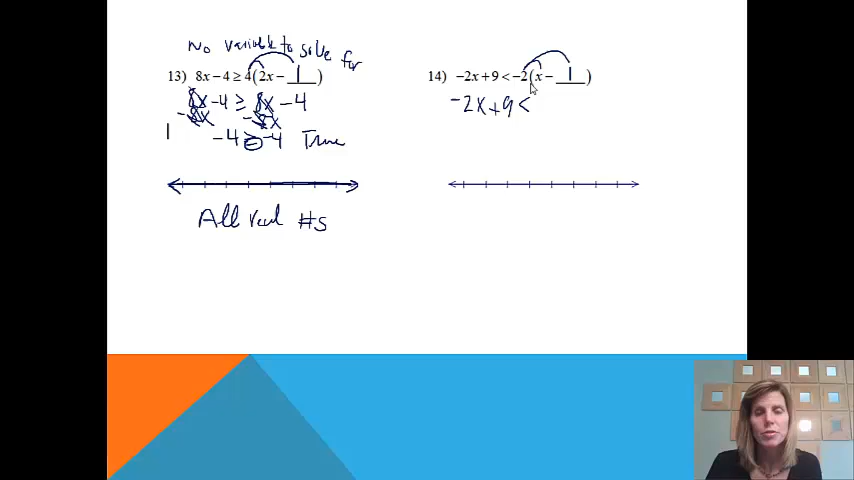 No variable to solve for
13) 8x − 4 ≥ 4(2x − 1)
8x - 4 ≥ 8x - 4
-8x -8x
-4 ≥ -4 True
All real #s
14) −2x + 9 < −2(x − 1)
-2x + 9 <